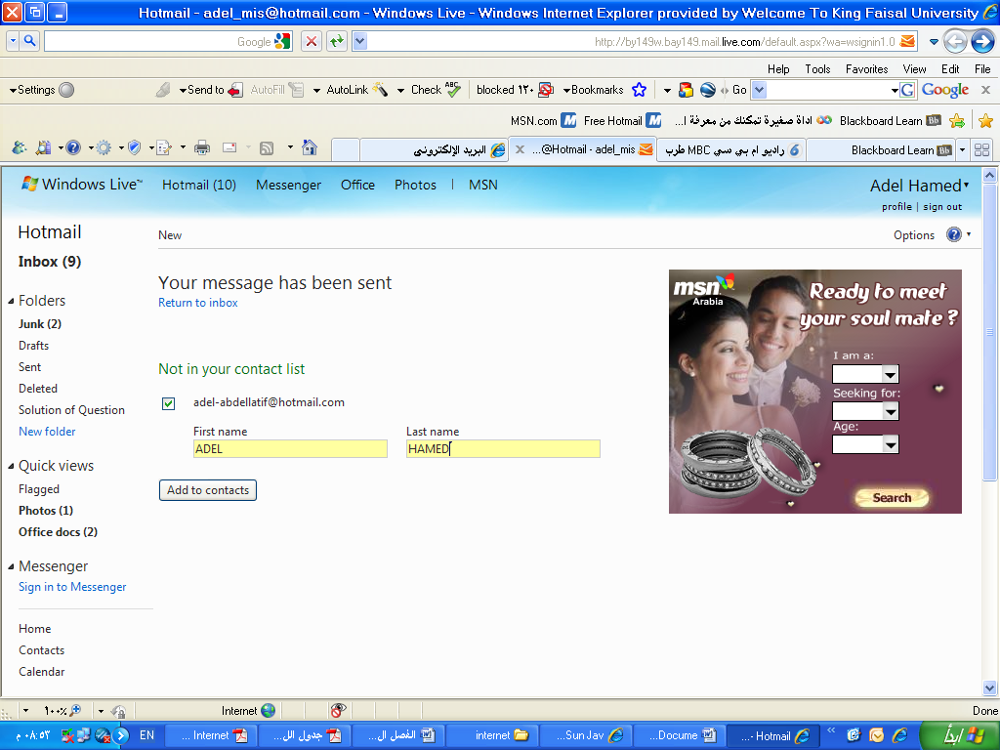 Hotmail - adel_mis@hotmail.com - Windows Live - Windows Internet Explorer provided by Welcome To King Faisal University
Google
http://by149w.bay149.mail.live.com/default.aspx?wa=wsignin1.0
Help Tools Favorites View Edit File
Settings Send to AutoFill AutoLink Check ABC blocked ١٢٠ Bookmarks Go G Google
MSN.com Free Hotmail اداة صغيرة تمكنك من معرفة ا... Blackboard Learn Bb
البريد الإلكتروني ...@Hotmail - adel_mis راديو ام بي سي MBC طرب Blackboard Learn Bb
Windows Live™ Hotmail (10) Messenger Office Photos | MSN Adel Hamed
profile | sign out
Hotmail
New Options
Inbox (9)
Folders
Junk (2)
Drafts
Sent
Deleted
Solution of Question
New folder
Quick views
Flagged
Photos (1)
Office docs (2)
Messenger
Sign in to Messenger
Home
Contacts
Calendar
Your message has been sent
Return to inbox
Not in your contact list
adel-abdellatif@hotmail.com
First name Last name
ADEL HAMED
Add to contacts
msn
Arabia
Ready to meet
your soul mate ?
I am a:
Seeking for:
Age:
Search
١٠٠٪ Internet Done
٠٨:٥٣ م EN ... Internet جدول الل... الفصل ال... internet ...Sun Jav ...Docume ...- Hotmail ابدأ